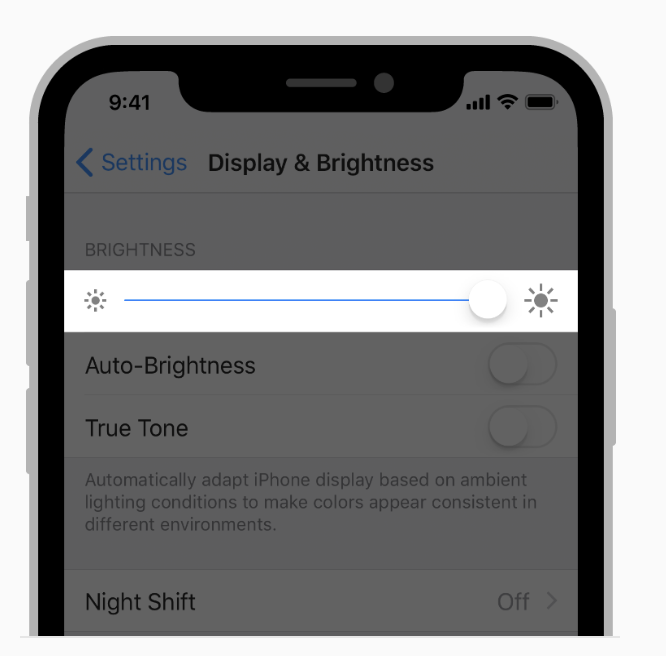 9:41
Settings Display & Brightness
BRIGHTNESS
Auto-Brightness
True Tone
Automatically adapt iPhone display based on ambient
lighting conditions to make colors appear consistent in
different environments.
Night Shift Off